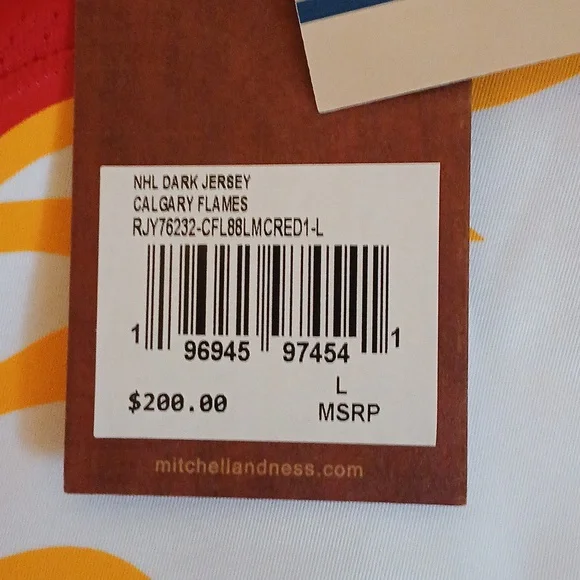 NHL DARK JERSEY
CALGARY FLAMES
RJY76232-CFL88LMCRED1-L
1 96945 97454 1
$200.00
L
MSRP
mitchellandness.com